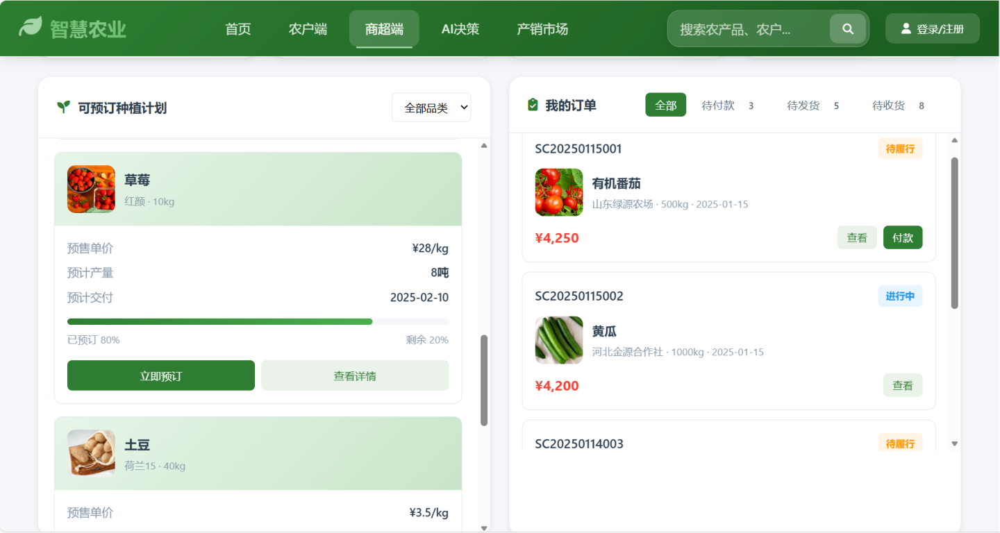 智慧农业
首页
农户端
商超端
AI决策
产销市场
搜索农产品、农户...
登录/注册
可预订种植计划
全部品类
草莓
红颜 · 10kg
预售单价
¥28/kg
预计产量
8吨
预计交付
2025-02-10
已预订 80%
剩余 20%
立即预订
查看详情
土豆
荷兰15 · 40kg
预售单价
¥3.5/kg
我的订单
全部
待付款 3
待发货 5
待收货 8
SC20250115001
待履行
有机番茄
山东绿源农场 · 500kg · 2025-01-15
¥4,250
查看
付款
SC20250115002
进行中
黄瓜
河北金源合作社 · 1000kg · 2025-01-15
¥4,200
查看
SC20250114003
待履行